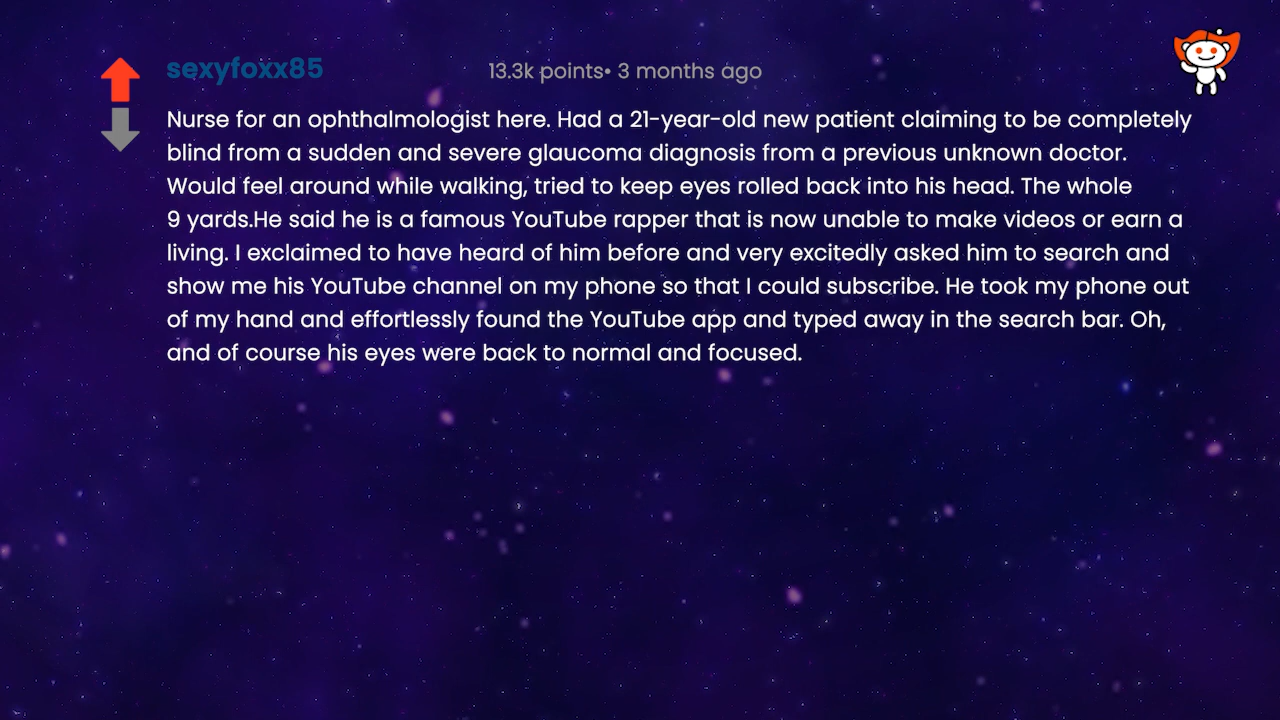 sexyfoxx85 13.3k points• 3 months ago
Nurse for an ophthalmologist here. Had a 21-year-old new patient claiming to be completely
blind from a sudden and severe glaucoma diagnosis from a previous unknown doctor.
Would feel around while walking, tried to keep eyes rolled back into his head. The whole
9 yards.He said he is a famous YouTube rapper that is now unable to make videos or earn a
living. I exclaimed to have heard of him before and very excitedly asked him to search and
show me his YouTube channel on my phone so that I could subscribe. He took my phone out
of my hand and effortlessly found the YouTube app and typed away in the search bar. Oh,
and of course his eyes were back to normal and focused.